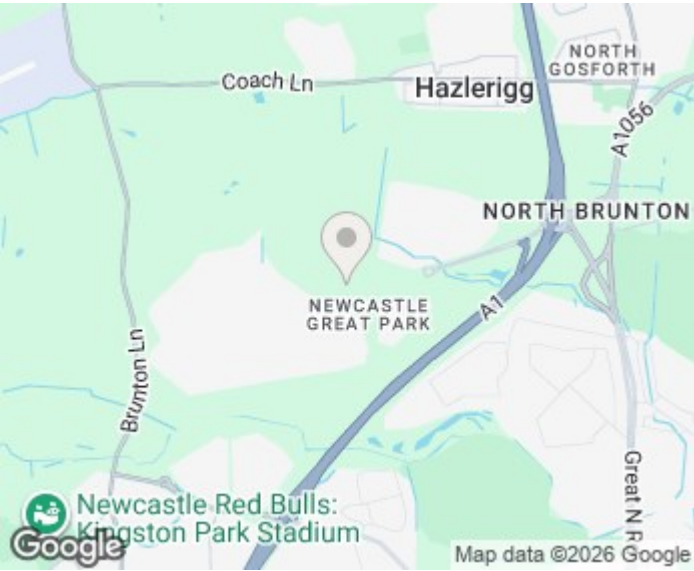 NORTH
GOSFORTH
Coach Ln
Hazlerigg
A1056
NORTH BRUNTON
NEWCASTLE
GREAT PARK
A1
Brunton Ln
Great N R
Newcastle Red Bulls:
Kingston Park Stadium
Google
Map data ©2026 Google